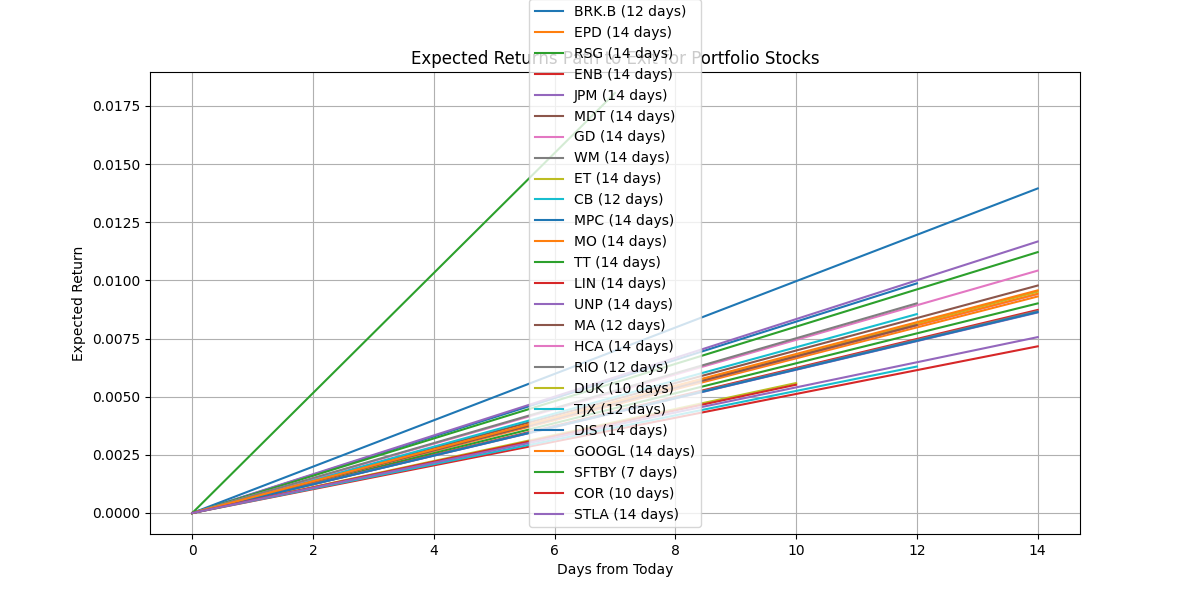 BRK.B (12 days)
EPD (14 days)
RSG (14 days)
Expected Returns Path to Exit for Portfolio Stocks
ENB (14 days)
JPM (14 days)
MDT (14 days)
GD (14 days)
WM (14 days)
ET (14 days)
CB (12 days)
MPC (14 days)
MO (14 days)
TT (14 days)
LIN (14 days)
UNP (14 days)
MA (12 days)
HCA (14 days)
RIO (12 days)
DUK (10 days)
TJX (12 days)
DIS (14 days)
GOOGL (14 days)
SFTBY (7 days)
COR (10 days)
STLA (14 days)
0.0175
0.0150
0.0125
0.0100
0.0075
0.0050
0.0025
0.0000
Expected Return
0 2 4 6 8 10 12 14
Days from Today